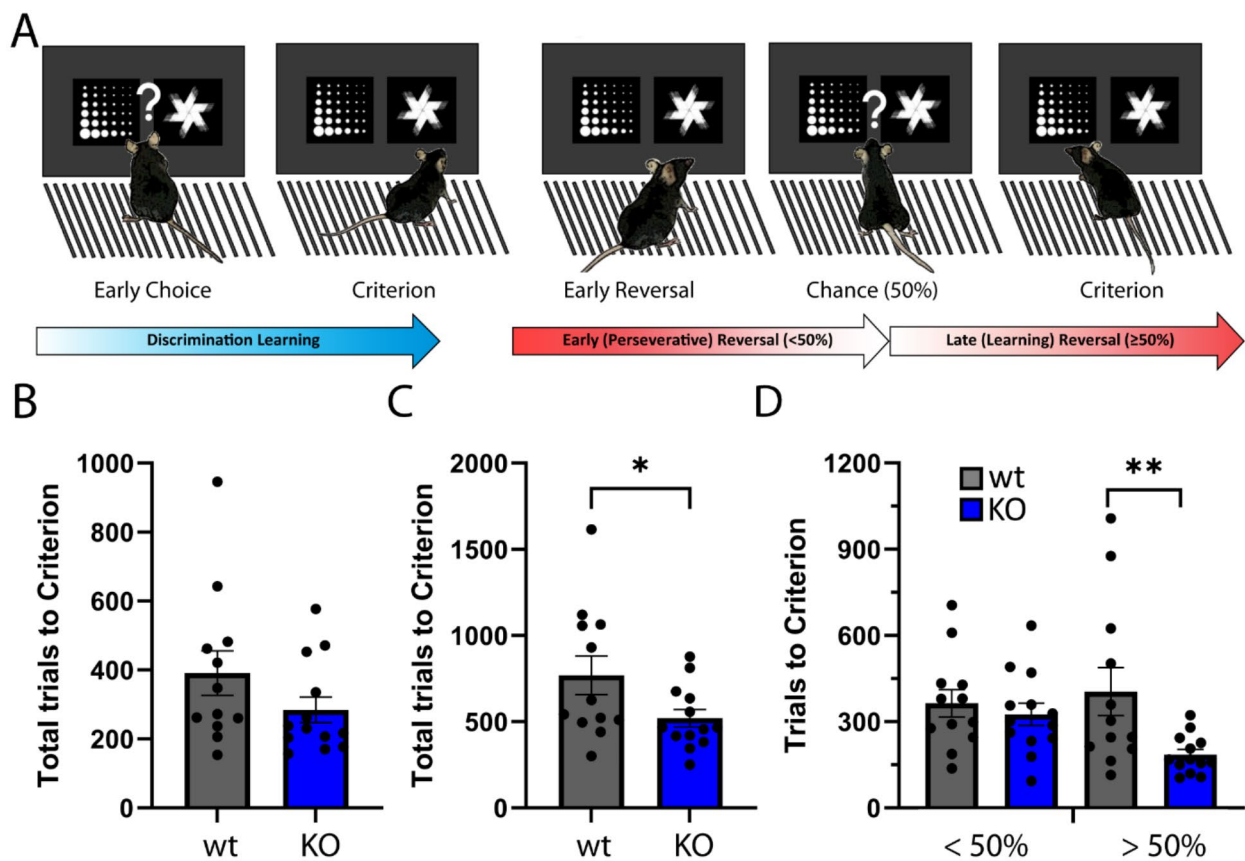 A
?
?
Early Choice
Criterion
Early Reversal
Chance (50%)
Criterion
Discrimination Learning
Early (Perseverative) Reversal (<50%)
Late (Learning) Reversal (≥50%)
B
Total trials to Criterion
1000
800
600
400
200
0
wt
KO
C
Total trials to Criterion
2000
1500
1000
500
0
*
wt
KO
D
Trials to Criterion
1200
900
600
300
0
wt
KO
**
< 50%
> 50%